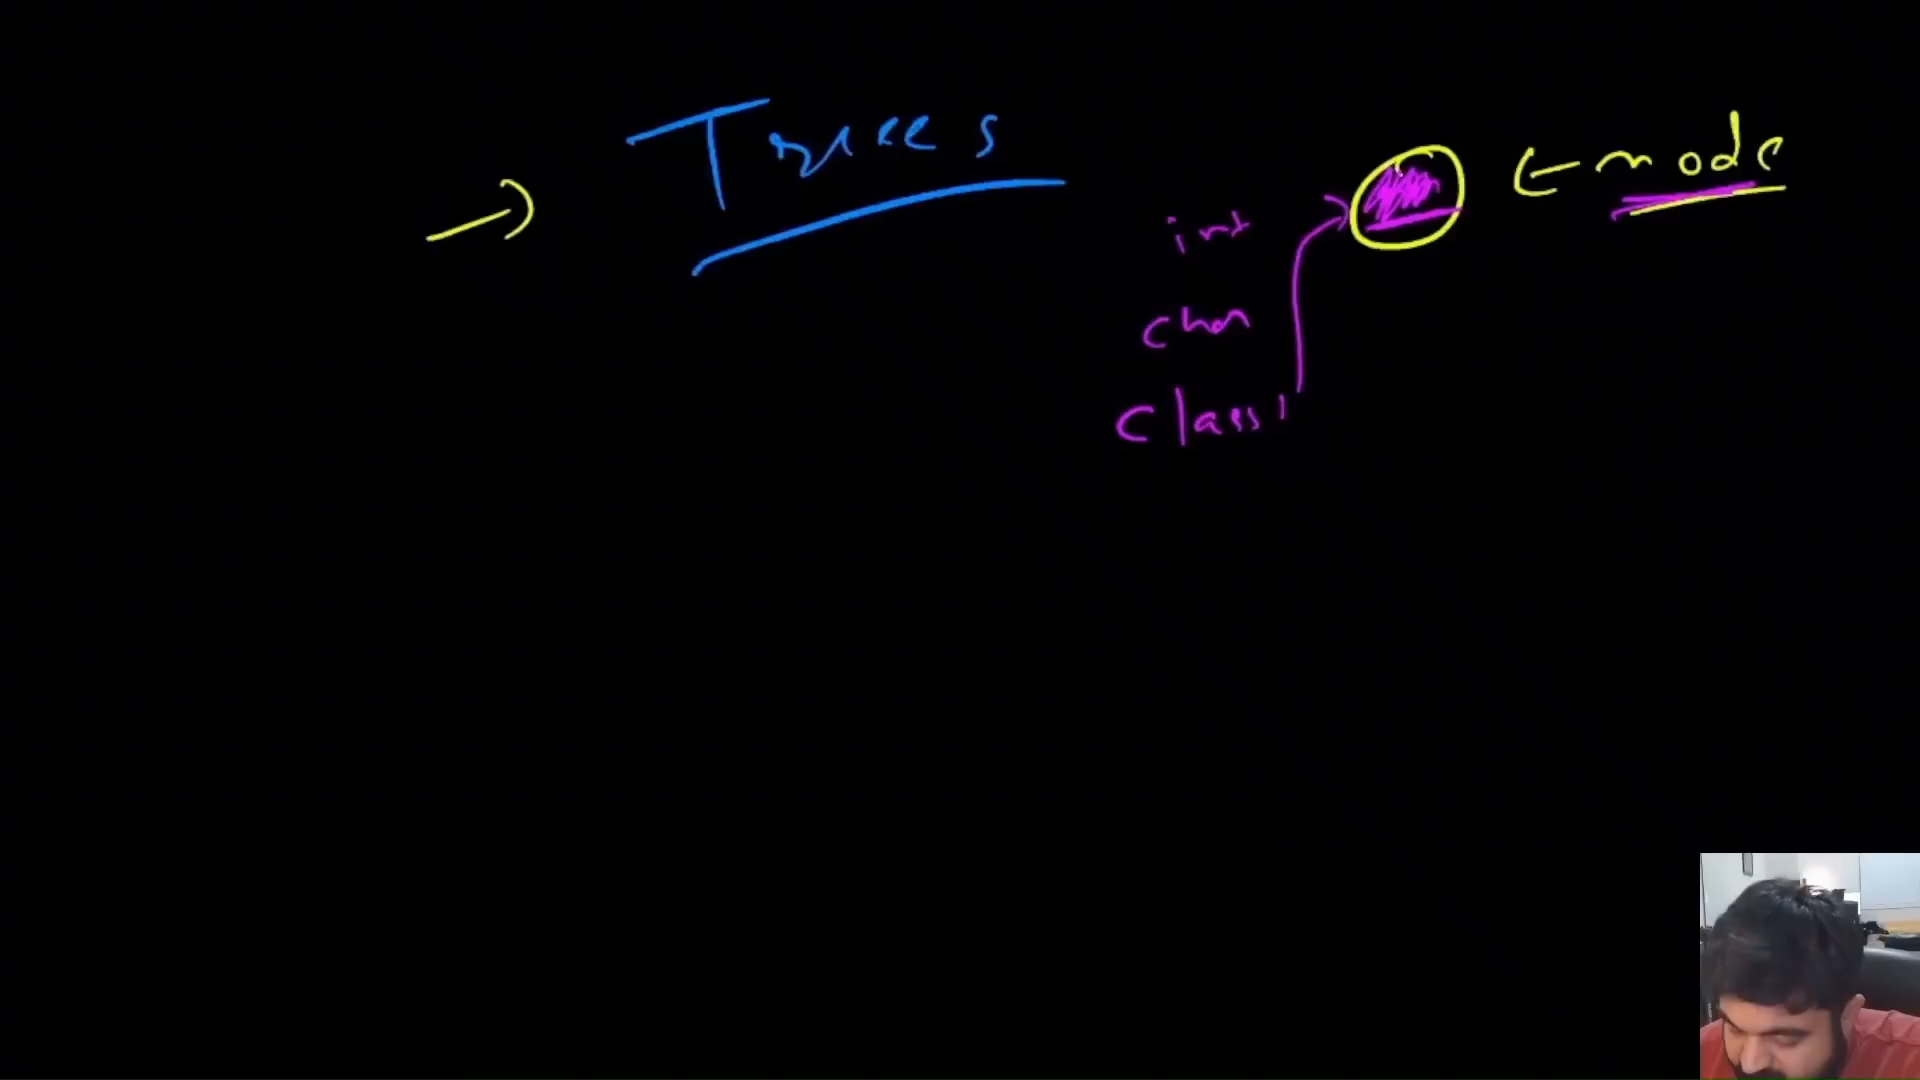 Trees
node
int
char
class